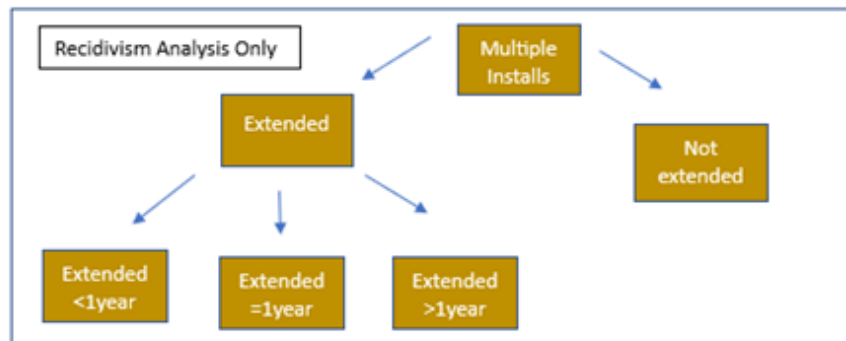 Recidivism Analysis Only
Multiple
Installs
Extended
Not
extended
Extended
<1year
Extended
=1year
Extended
>1year